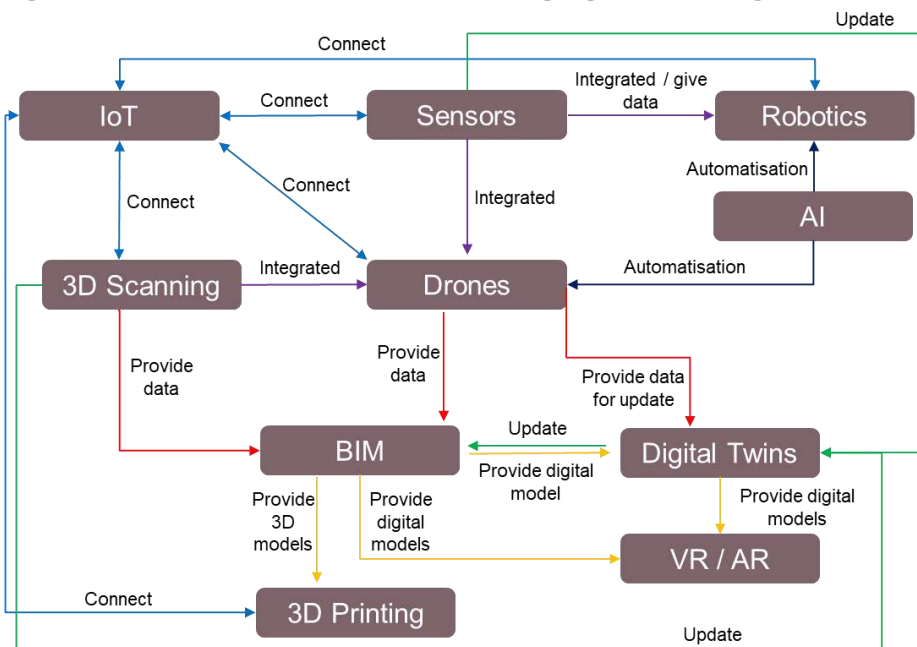 Update
Connect
Integrated / give
data
IoT
Connect
Sensors
Robotics
Automatisation
Connect
Connect
Integrated
AI
3D Scanning
Integrated
Drones
Automatisation
Provide
data
Provide
data
Provide data
for update
Update
BIM
Digital Twins
Provide digital
model
Provide
3D
models
Provide
digital
models
Provide digital
models
VR / AR
Connect
3D Printing
Update